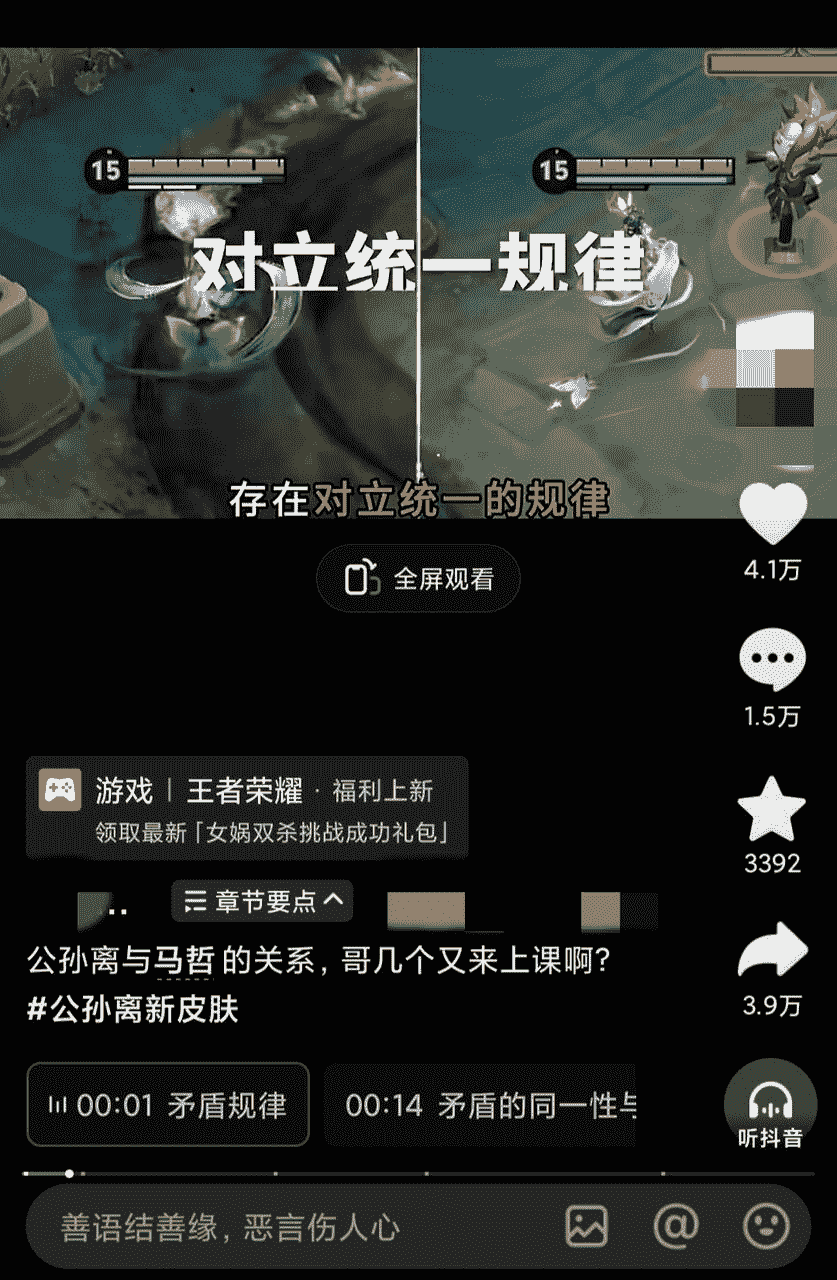 15
15
对立统一规律
存在对立统一的规律
全屏观看
4.1万
1.5万
游戏 | 王者荣耀 · 福利上新
领取最新「女娲双杀挑战成功礼包」
3392
.. 章节要点
公孙离与马哲的关系，哥几个又来上课啊？
#公孙离新皮肤
3.9万
00:01 矛盾规律
00:14 矛盾的同一性与
听抖音
善语结善缘，恶言伤人心
@